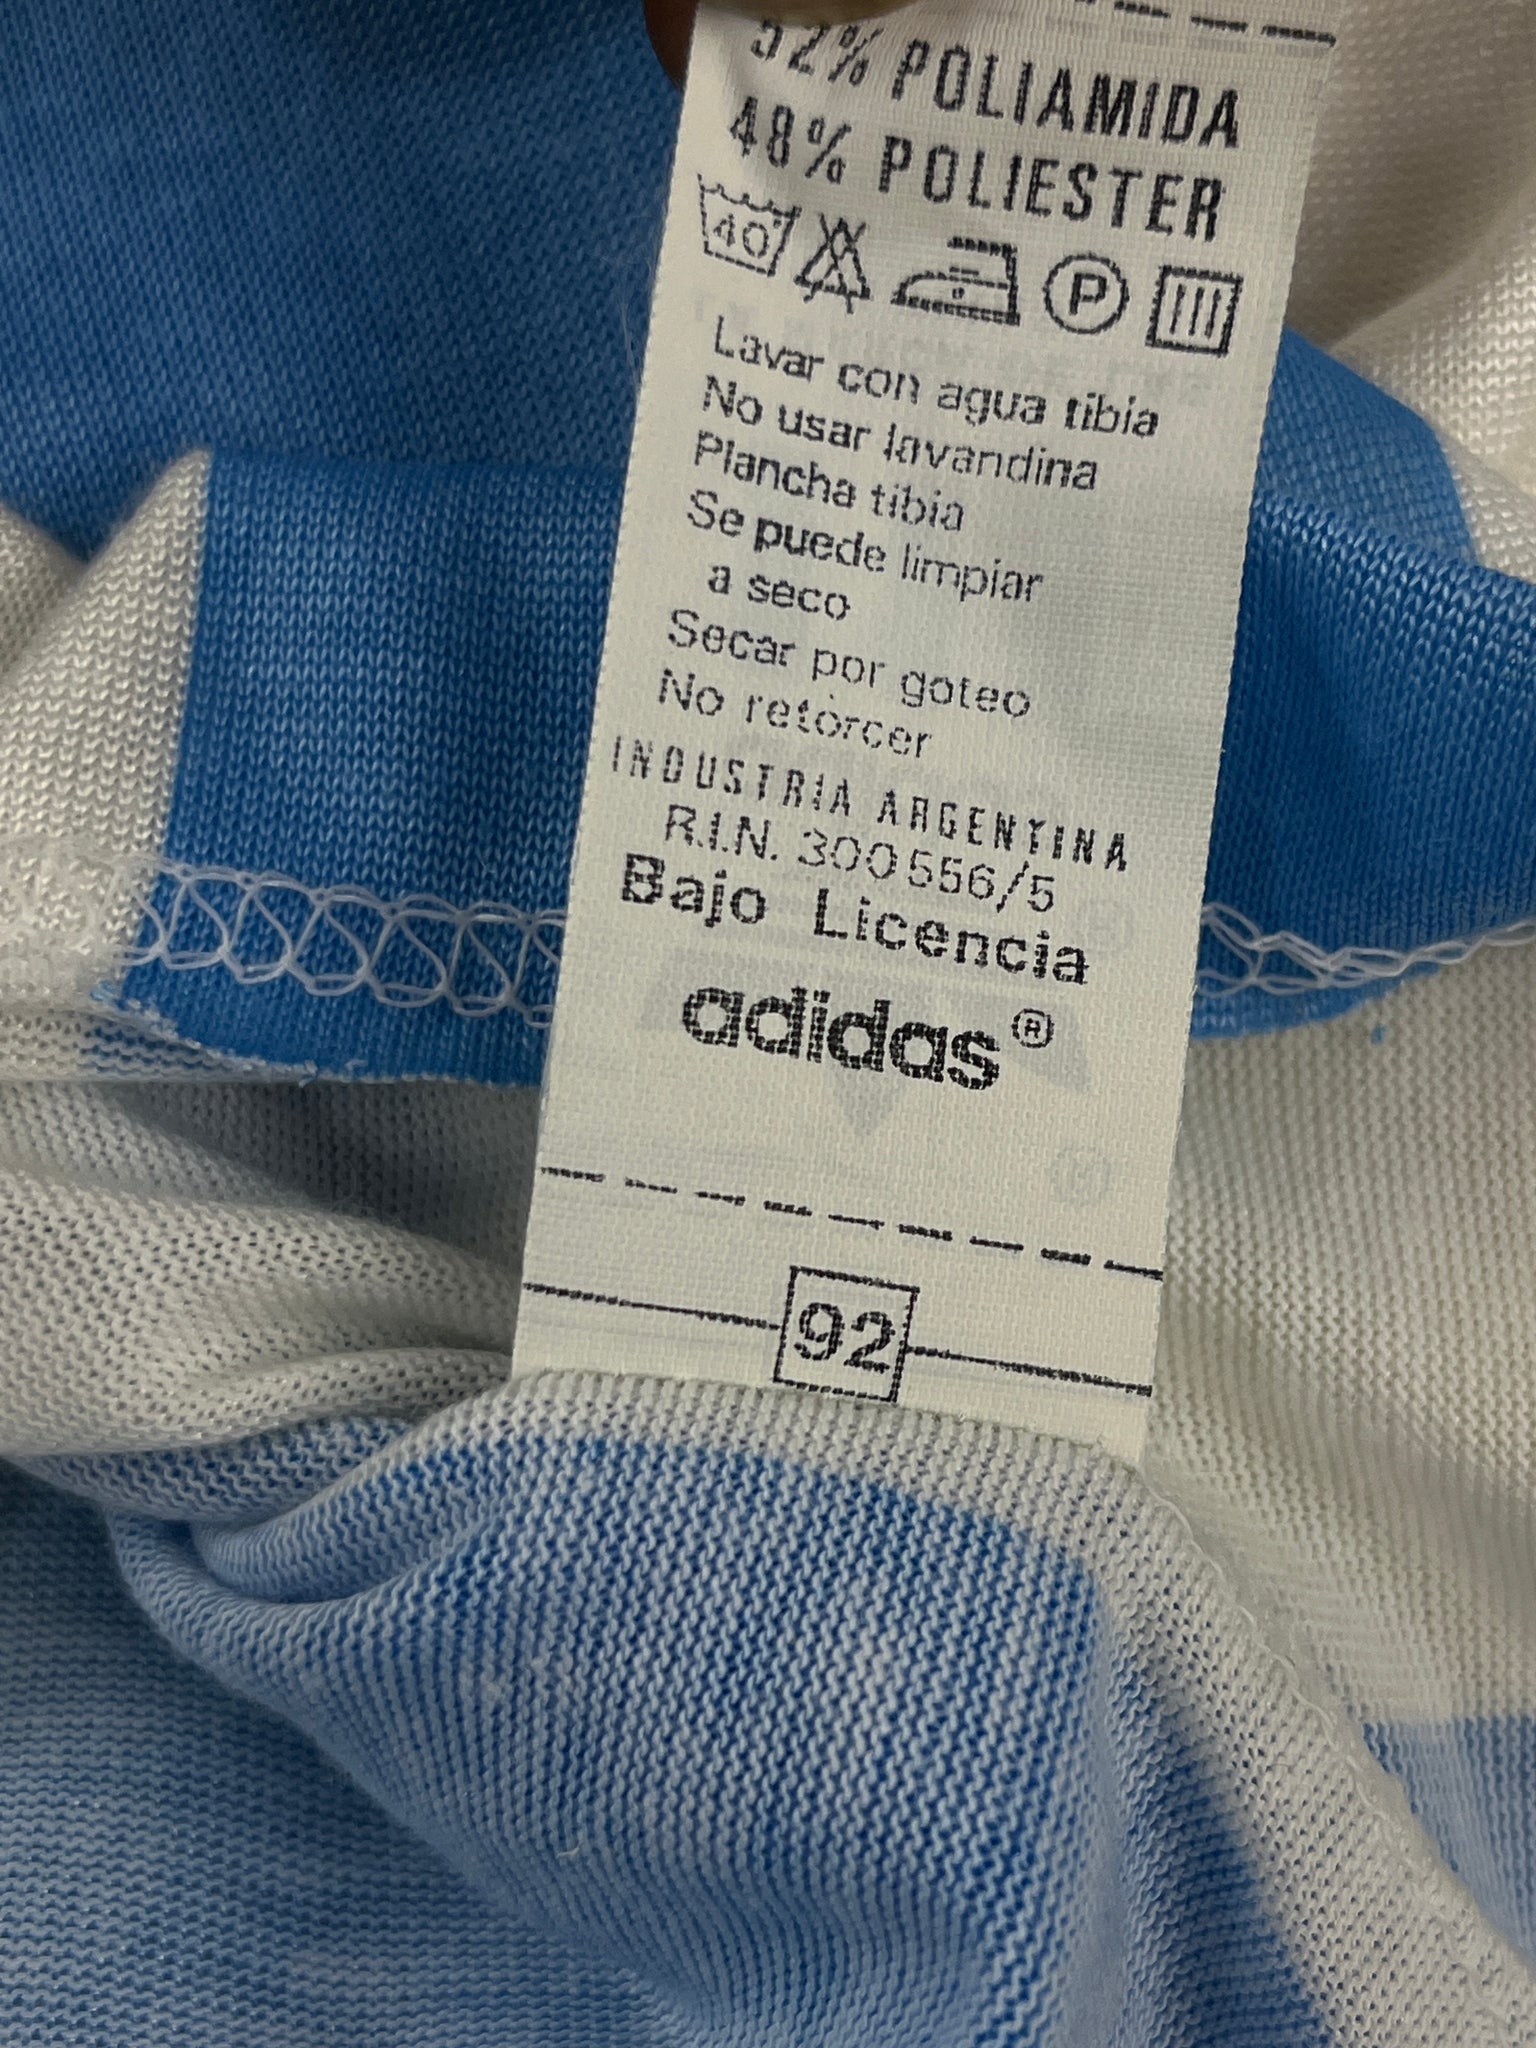 52% POLIAMIDA
48% POLIESTER
40° P
Lavar con agua tibia
No usar lavandina
Plancha tibia
Se puede limpiar
a seco
Secar por goteo
No retorcer
INDUSTRIA ARGENTINA
R.I.N. 300556/5
Bajo Licencia
adidas®
92